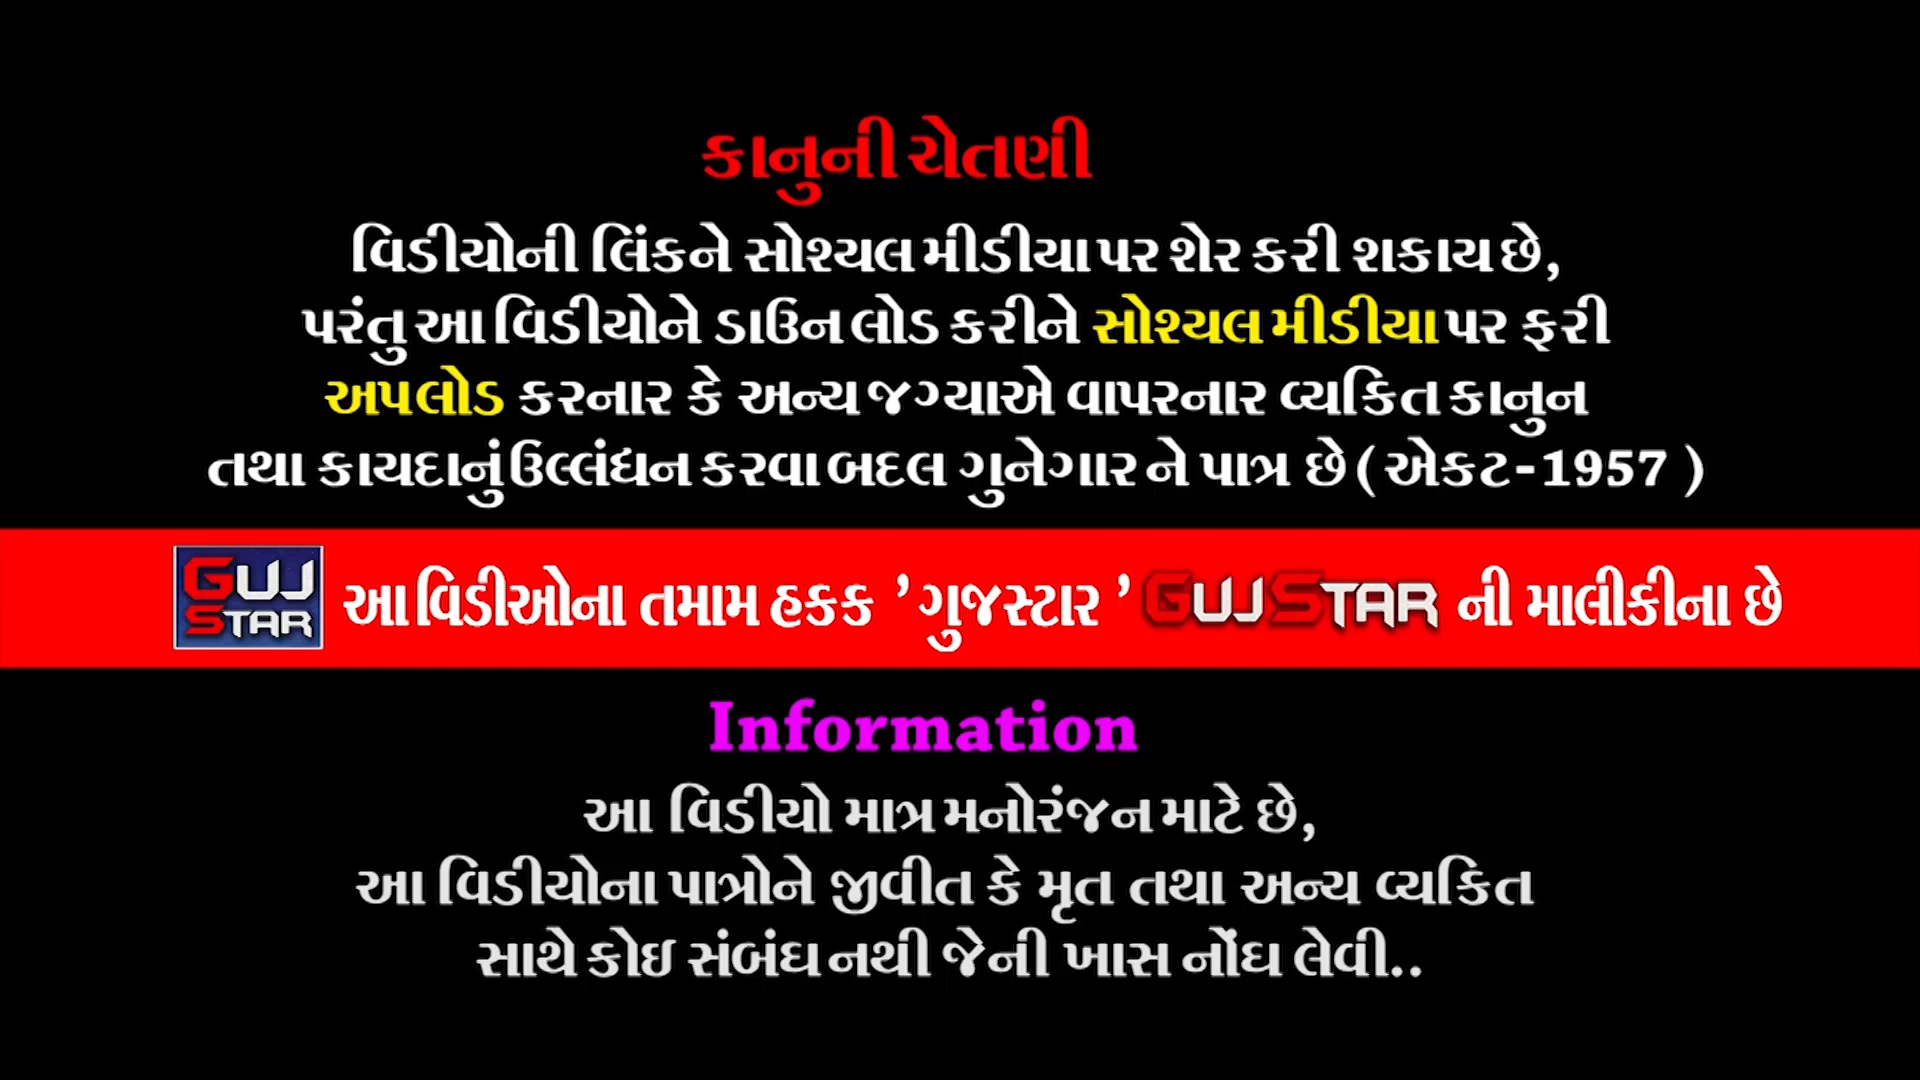 કાનુની ચેતણી
વિડીયોની લિંકને સોશ્યલ મીડીયા પર શેર કરી શકાય છે,
પરંતુ આ વિડીયોને ડાઉનલોડ કરીને સોશ્યલ મીડીયા પર ફરી
અપલોડ કરનાર કે અન્ય જગ્યાએ વાપરનાર વ્યકિત કાનુન
તથા કાયદાનું ઉલ્લંઘન કરવા બદલ ગુનેગાર ને પાત્ર છે ( એકટ-1957 )
GUJ STAR આ વિડીઓના તમામ હકક ’ ગુજસ્ટાર ’ GUJ STAR ની માલીકીના છે
Information
આ વિડીયો માત્ર મનોરંજન માટે છે,
આ વિડીયોના પાત્રોને જીવીત કે મૃત તથા અન્ય વ્યકિત
સાથે કોઇ સંબંઘ નથી જેની ખાસ નોંઘ લેવી..